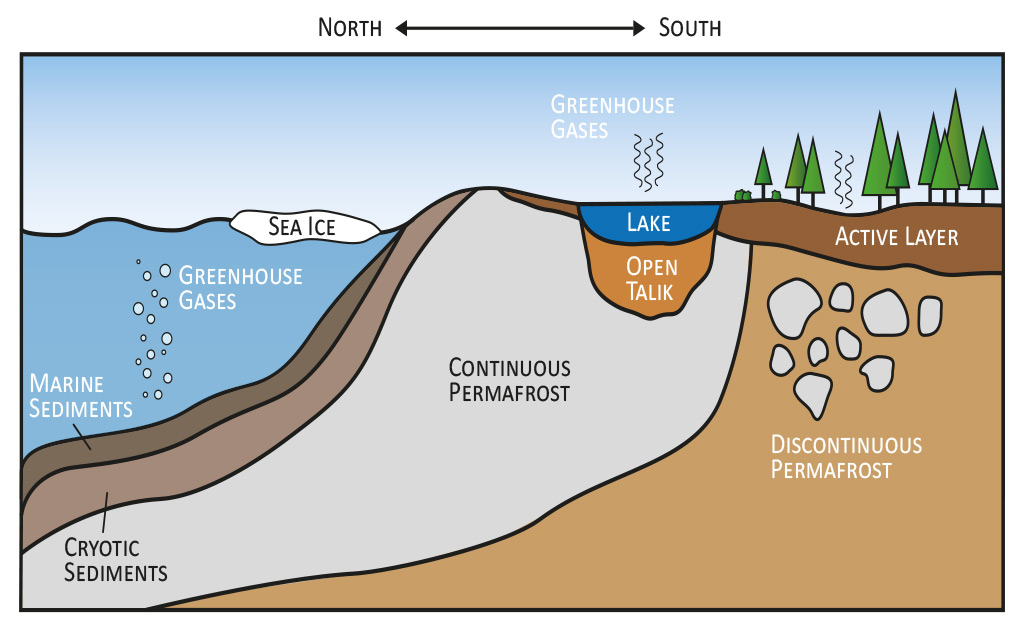 NORTH SOUTH
GREENHOUSE
GASES
SEA ICE
LAKE
ACTIVE LAYER
GREENHOUSE
GASES
OPEN
TALIK
CONTINUOUS
PERMAFROST
MARINE
SEDIMENTS
DISCONTINUOUS
PERMAFROST
CRYOTIC
SEDIMENTS